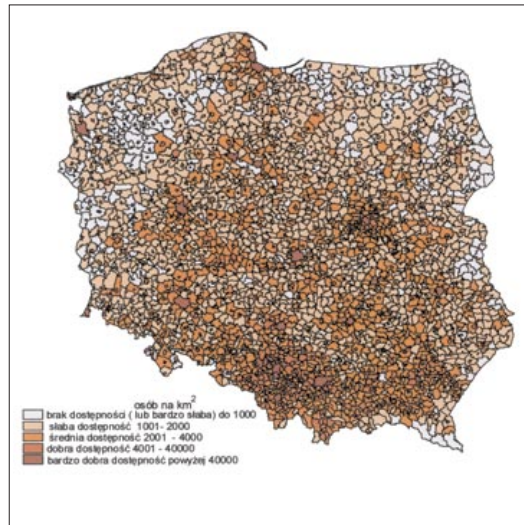 osób na km2
brak dostępności ( lub bardzo słaba) do 1000
słaba dostępność 1001- 2000
średnia dostępność 2001 - 4000
dobra dostępność 4001 - 40000
bardzo dobra dostępność powyżej 40000